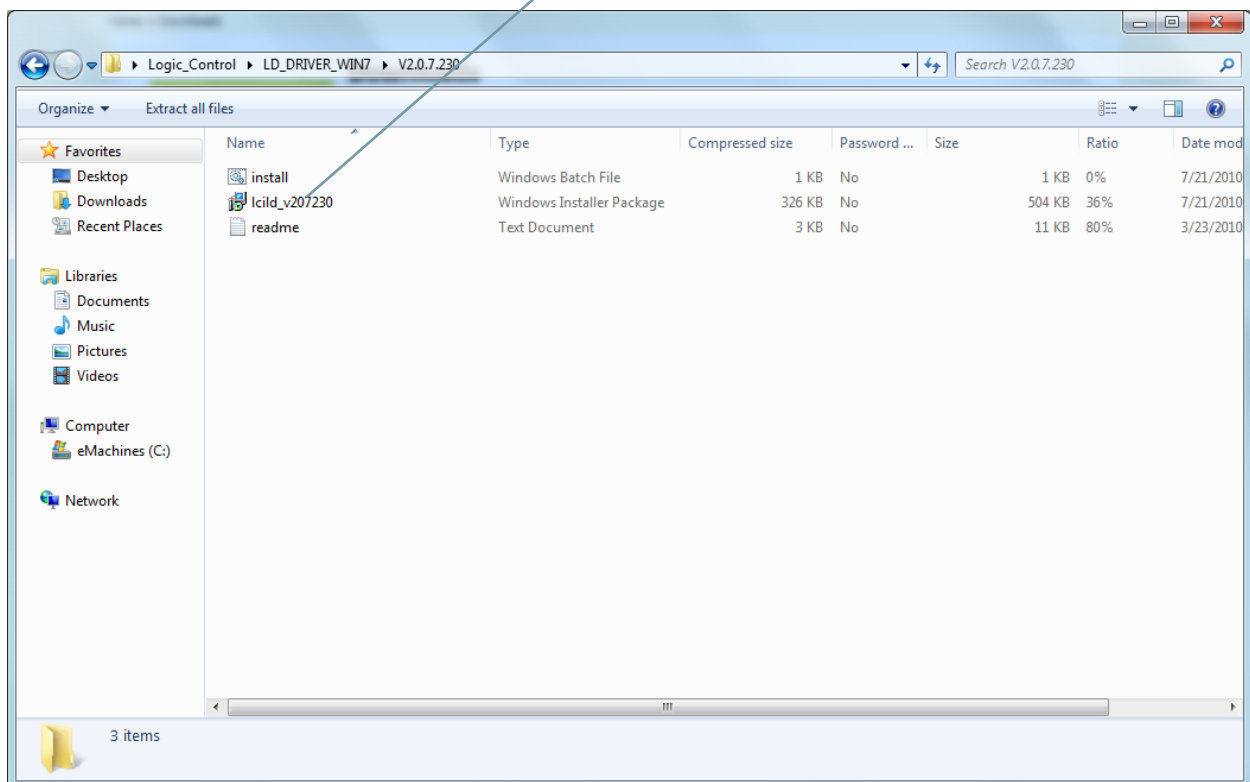 Logic_Control ▸ LD_DRIVER_WIN7 ▸ V2.0.7.230
Search V2.0.7.230
Organize Extract all files
Name Type Compressed size Password ... Size Ratio Date mod
Favorites
Desktop
Downloads
Recent Places
Libraries
Documents
Music
Pictures
Videos
Computer
eMachines (C:)
Network
install Windows Batch File 1 KB No 1 KB 0% 7/21/2010
lcild_v207230 Windows Installer Package 326 KB No 504 KB 36% 7/21/2010
readme Text Document 3 KB No 11 KB 80% 3/23/2010
3 items